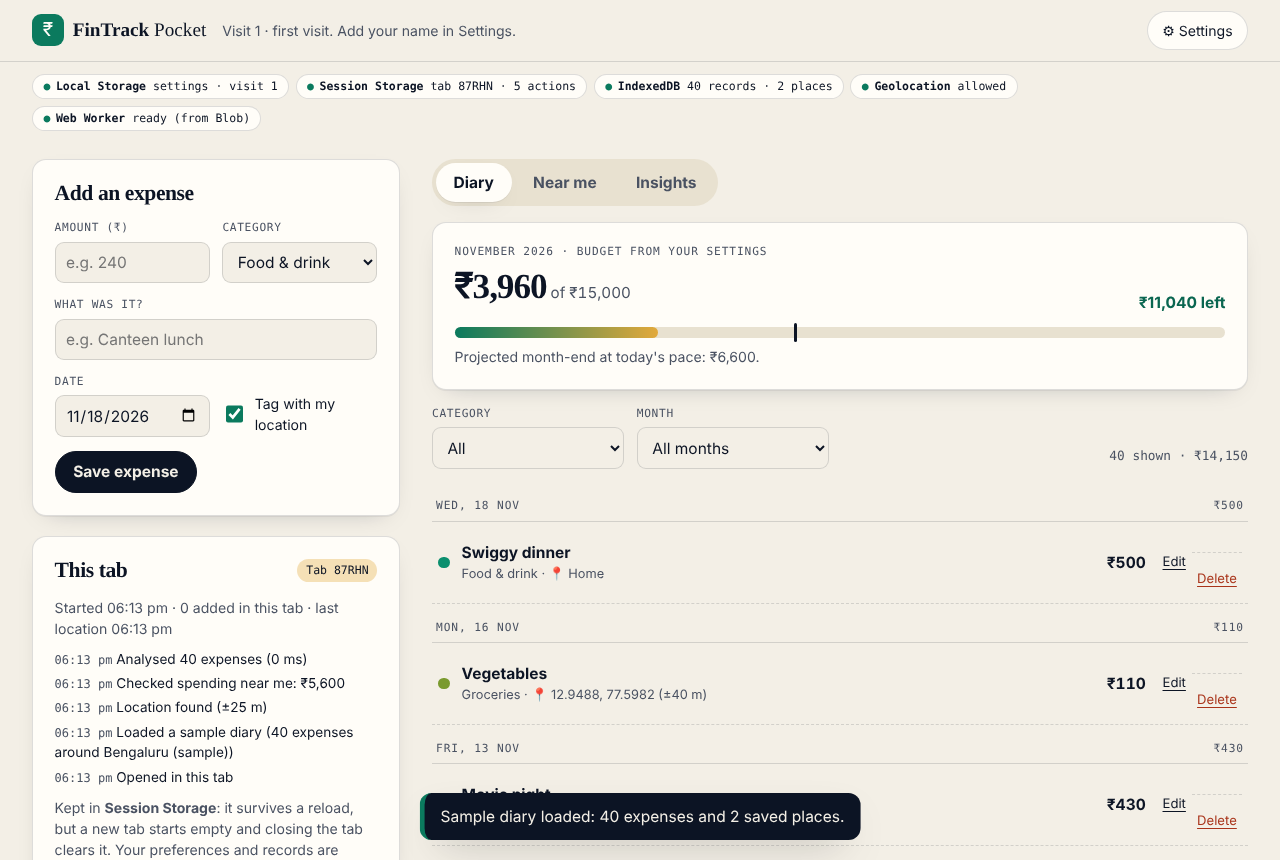 ₹ FinTrack Pocket Visit 1 · first visit. Add your name in Settings. ⚙ Settings
● Local Storage settings · visit 1 ● Session Storage tab 87RHN · 5 actions ● IndexedDB 40 records · 2 places ● Geolocation allowed
● Web Worker ready (from Blob)
Add an expense
AMOUNT (₹) CATEGORY
e.g. 240 Food & drink
WHAT WAS IT?
e.g. Canteen lunch
DATE
11/18/2026 Tag with my
location
Save expense
This tab Tab 87RHN
Started 06:13 pm · 0 added in this tab · last
location 06:13 pm
06:13 pm Analysed 40 expenses (0 ms)
06:13 pm Checked spending near me: ₹5,600
06:13 pm Location found (±25 m)
06:13 pm Loaded a sample diary (40 expenses
around Bengaluru (sample))
06:13 pm Opened in this tab
Kept in Session Storage: it survives a reload,
but a new tab starts empty and closing the tab
clears it. Your preferences and records are
Diary Near me Insights
NOVEMBER 2026 · BUDGET FROM YOUR SETTINGS
₹3,960 of ₹15,000
₹11,040 left
Projected month-end at today's pace: ₹6,600.
CATEGORY MONTH
All All months
40 shown · ₹14,150
WED, 18 NOV ₹500
Swiggy dinner
Food & drink · 📍 Home
₹500 Edit
Delete
MON, 16 NOV ₹110
Vegetables
Groceries · 📍 12.9488, 77.5982 (±40 m)
₹110 Edit
Delete
FRI, 13 NOV ₹430
Movie night
₹430 Edit
Delete
Sample diary loaded: 40 expenses and 2 saved places.